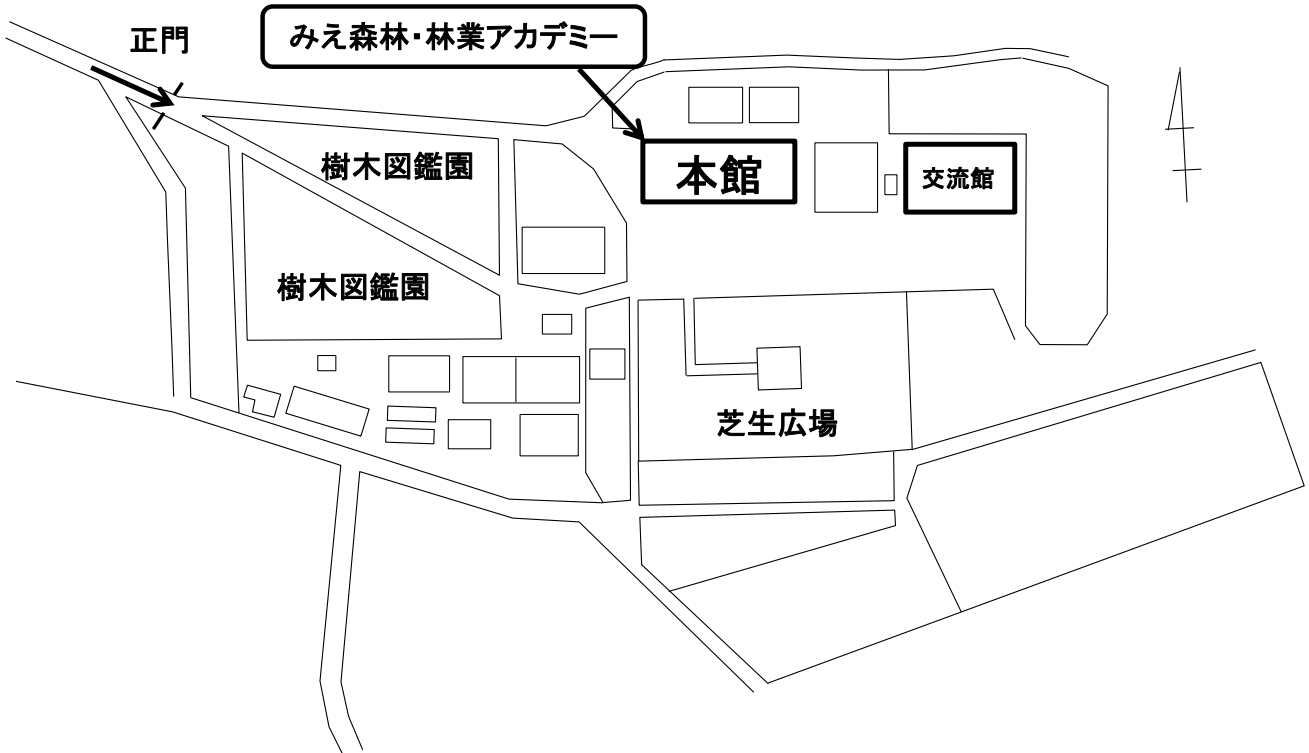 正門
みえ森林・林業アカデミー
樹木図鑑園
本館
交流館
樹木図鑑園
芝生広場